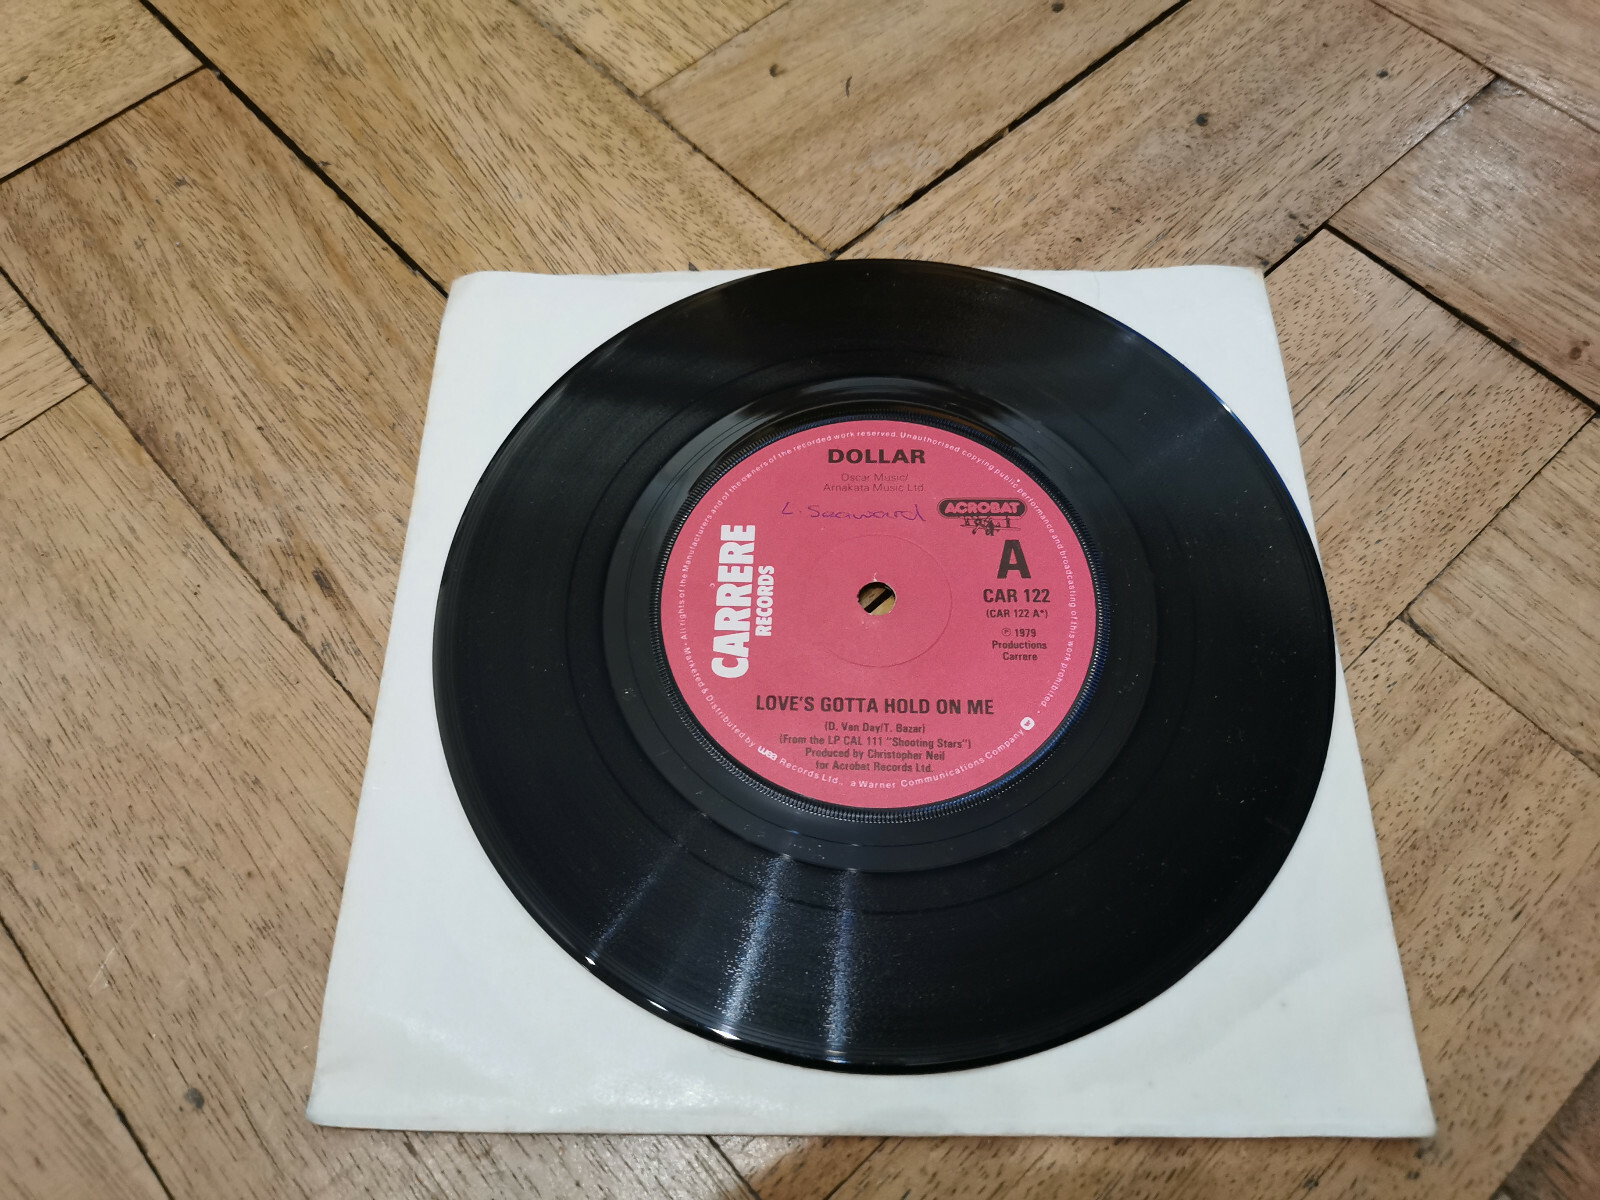 DOLLAR
Oscar Music/
Arnakata Music Ltd.
L. Seaward
ACROBAT
CARRERE
RECORDS
A
CAR 122
(CAR 122 A*)
℗ 1979
Productions
Carrere
LOVE'S GOTTA HOLD ON ME
(D. Van Day/T. Bazar)
(From the LP CAL 111 "Shooting Stars")
Produced by Christopher Neil
for Acrobat Records Ltd.
All rights of the Manufacturers and of the owners of the recorded work reserved. Unauthorised copying public performance and broadcasting of this work prohibited.
Marketed & Distributed by wea Records Ltd., a Warner Communications Company